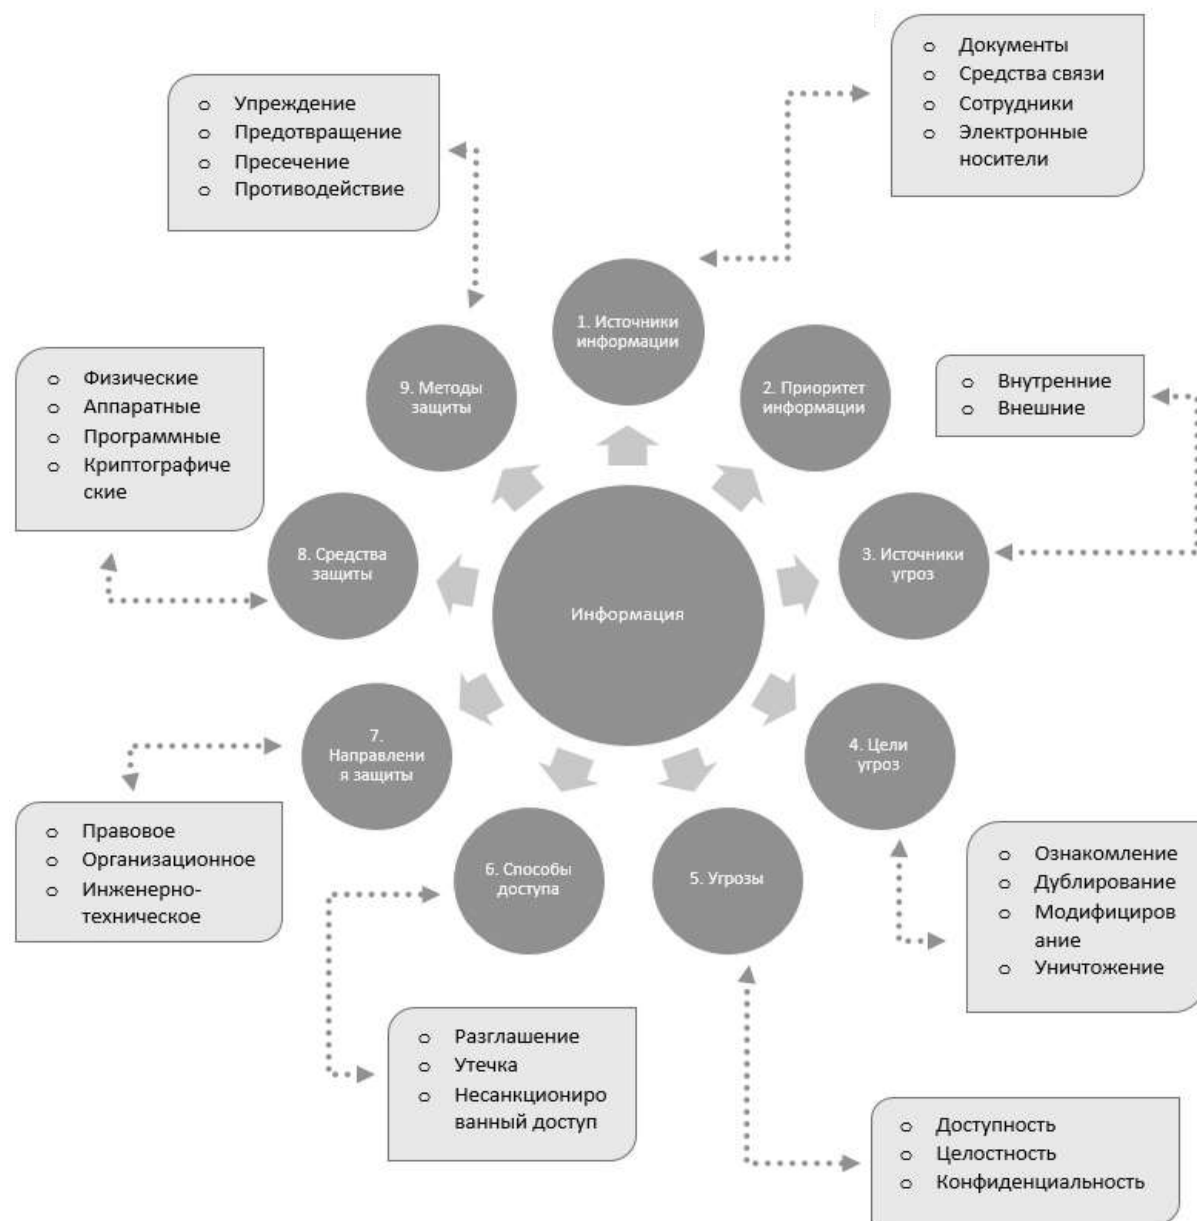 Документы
Средства связи
Сотрудники
Электронные
носители
Упреждение
Предотвращение
Пресечение
Противодействие
1. Источники
информации
9. Методы
защиты
2. Приоритет
информации
Физические
Аппаратные
Программные
Криптографиче
ские
Внутренние
Внешние
8. Средства
защиты
3. Источники
угроз
Информация
7.
Направлени
я защиты
4. Цели
угроз
Правовое
Организационное
Инженерно-
техническое
6. Способы
доступа
5. Угрозы
Ознакомление
Дублирование
Модифициров
ание
Уничтожение
Разглашение
Утечка
Несанкциониро
ванный доступ
Доступность
Целостность
Конфиденциальность